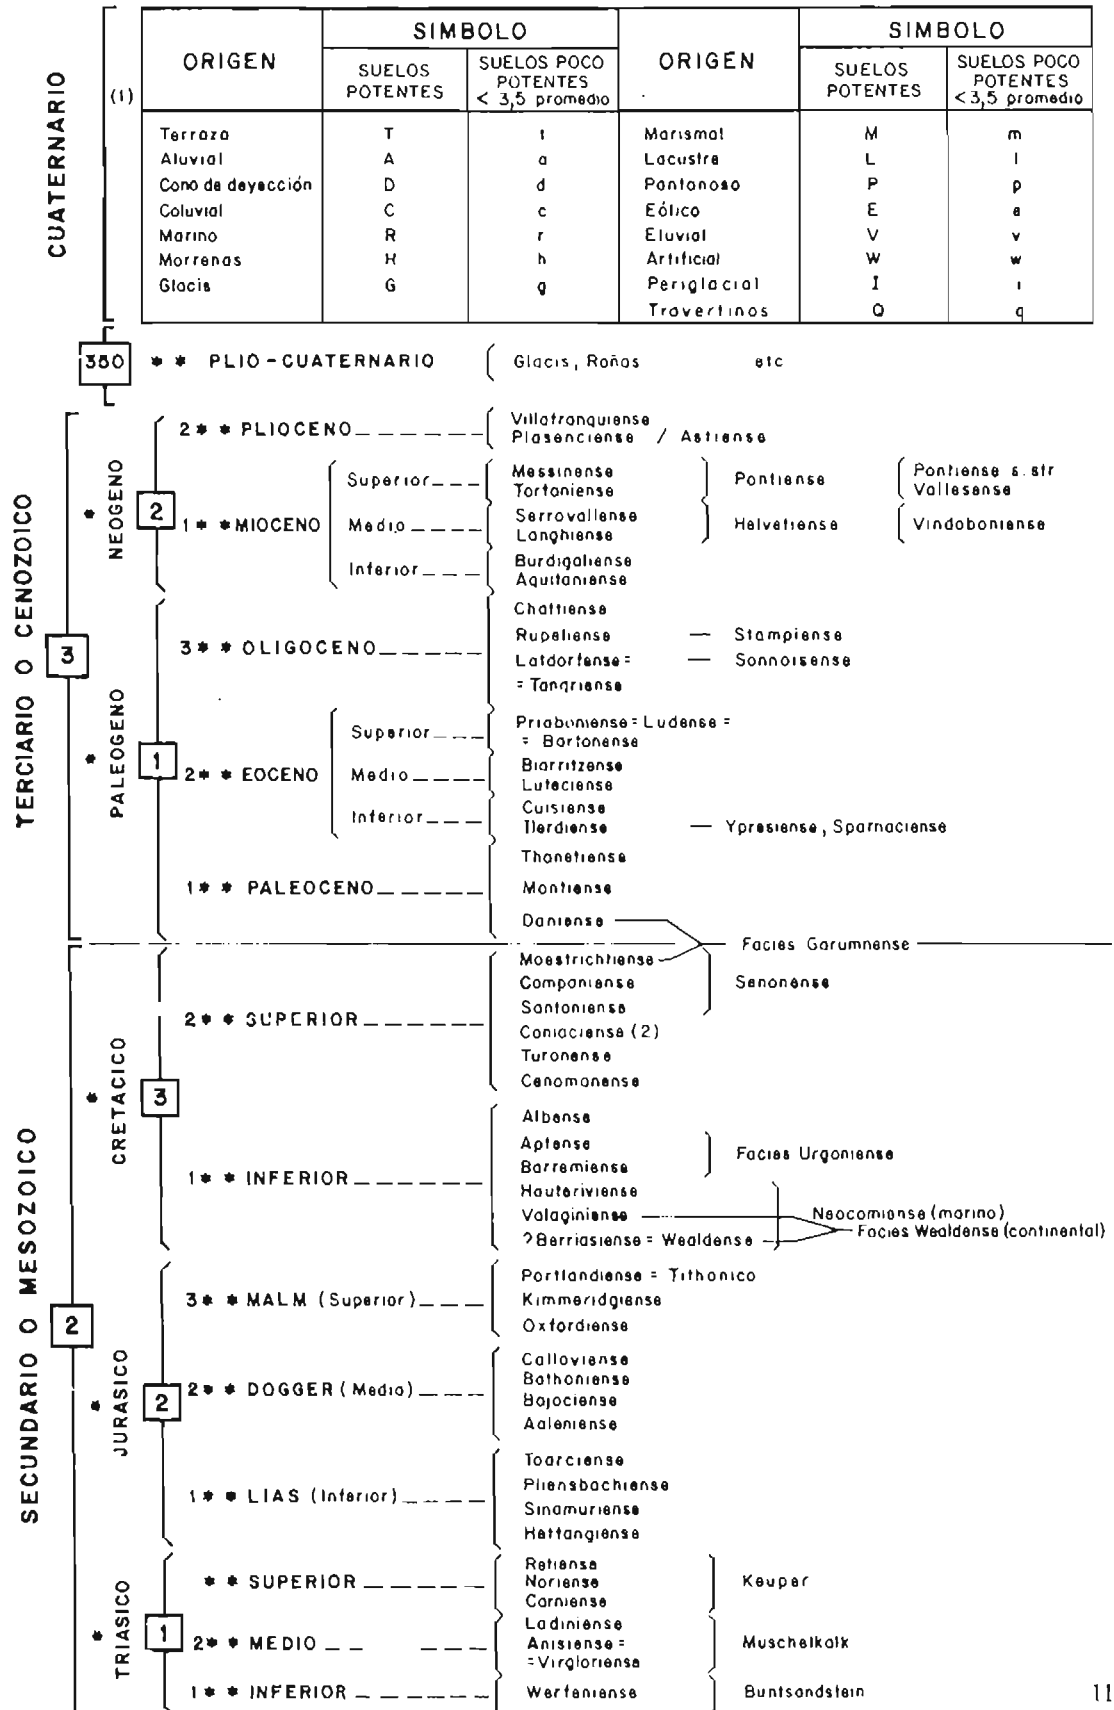 CUATERNARIO
(1)
ORIGEN SIMBOLO ORIGEN SIMBOLO
SUELOS POTENTES SUELOS POCO POTENTES < 3,5 promedio SUELOS POTENTES SUELOS POCO POTENTES < 3,5 promedio
Terraza T t Marismal M m
Aluvial A a Lacustre L l
Cono de deyección D d Pantanoso P p
Coluvial C c Eólico E e
Marino R r Eluvial V v
Morrenas H h Artificial W w
Glacis G g Periglacial I i
Travertinos Q q
350 * * PLIO-CUATERNARIO Glacis, Rañas etc
TERCIARIO O CENOZOICO
3
* NEOGENO
2
2 * * PLIOCENO Villafranquiense
Plasenciense / Astiense
1 * * MIOCENO
Superior Messinense Pontiense Pontiense s. str
Tortoniense Vallesense
Medio Serravallense Helvetiense Vindoboniense
Langhiense
Inferior Burdigaliense
Aquitaniense
* PALEOGENO
1
3 * * OLIGOCENO
Chattiense
Rupeliense — Stampiense
Latdorfense = — Sannoisense
= Tongriense
2 * * EOCENO
Superior Priaboniense = Ludense =
= Bartonense
Medio Biarritzense
Luteciense
Inferior Cuisiense
Ilerdiense — Ypresiense, Sparnaciense
1 * * PALEOCENO
Thanetiense
Montiense
Daniense
Facies Garumnense
SECUNDARIO O MESOZOICO
2
* CRETACICO
3
2 * * SUPERIOR
Maestrichtiense
Campaniense Senonense
Santoniense
Coniaciense (2)
Turonense
Cenomanense
1 * * INFERIOR
Albense
Aptense Facies Urgoniense
Barremiense
Hauteriviense
Valaginiense Neocomiense (marino)
?Berriasiense = Wealdense Facies Wealdense (continental)
* JURASICO
2
3 * * MALM (Superior)
Portlandiense = Tithonico
Kimmeridgiense
Oxfordiense
2 * * DOGGER (Medio)
Calloviense
Bathoniense
Bajociense
Aaleniense
1 * * LIAS (Inferior)
Toarciense
Pliensbachiense
Sinamuriense
Hettangiense
* TRIASICO
1
* * SUPERIOR
Retiense
Noriense Keuper
Carniense
2 * * MEDIO
Ladiniense
Anisiense = Muschelkalk
= Virgloriense
1 * * INFERIOR Werfeniense Buntsandstein
11